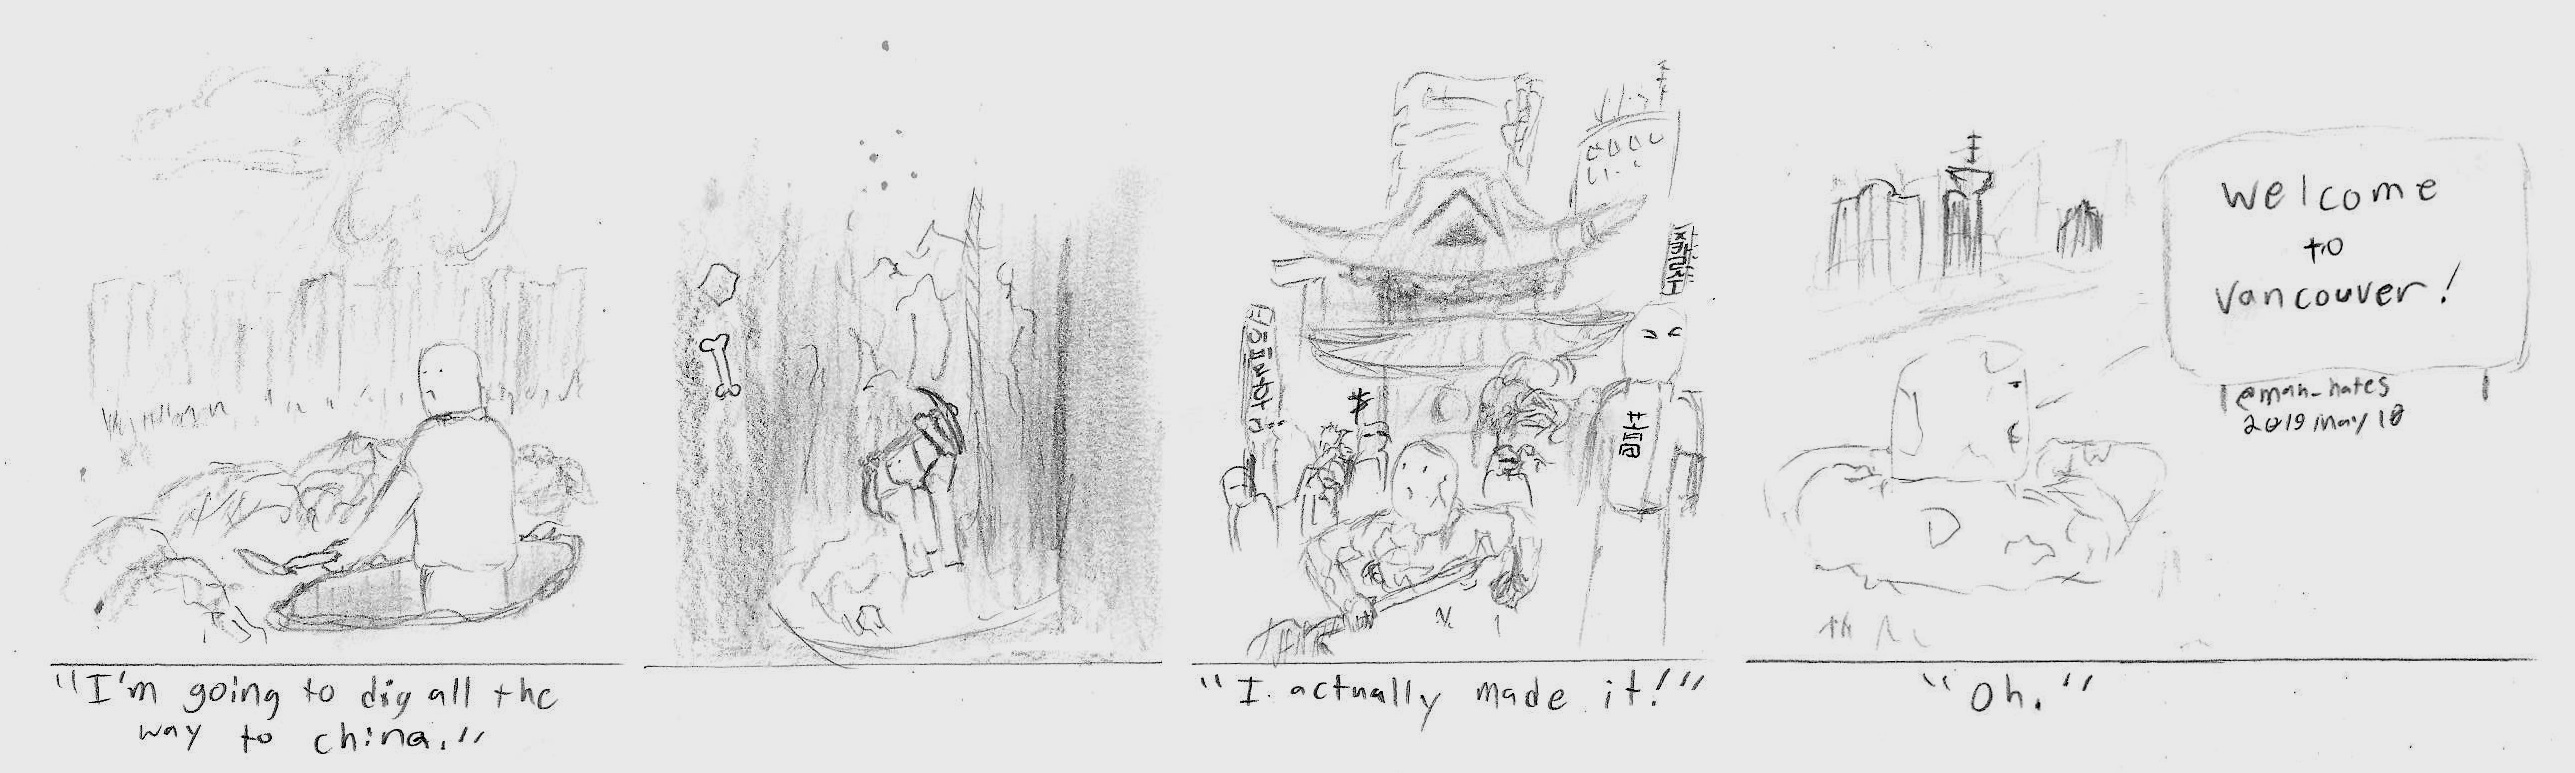 "I'm going to dig all the
way to china."
"I actually made it!"
welcome
to
vancouver!
@man_hates
2019 May 18
"Oh."